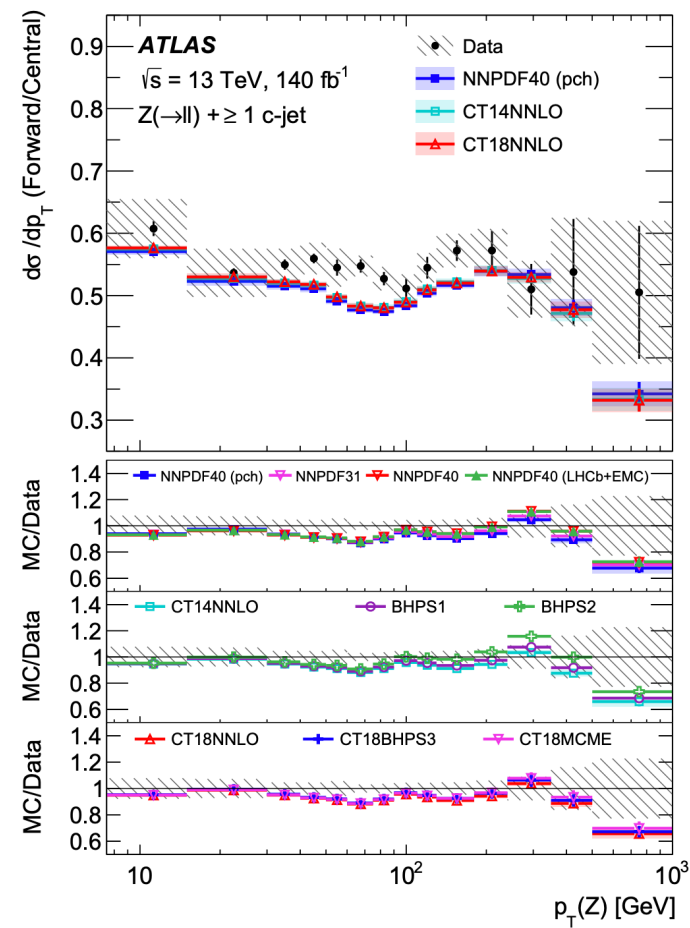 ATLAS
√s = 13 TeV, 140 fb⁻¹
Z(→ll) + ≥ 1 c-jet
Data
NNPDF40 (pch)
CT14NNLO
CT18NNLO
dσ/dp_T (Forward/Central)
0.9
0.8
0.7
0.6
0.5
0.4
0.3
MC/Data
1.4
1.2
1
0.8
0.6
NNPDF40 (pch) NNPDF31 NNPDF40 NNPDF40 (LHCb+EMC)
MC/Data
1.4
1.2
1
0.8
0.6
CT14NNLO BHPS1 BHPS2
MC/Data
1.4
1.2
1
0.8
0.6
CT18NNLO CT18BHPS3 CT18MCME
10 10² 10³
p_T(Z) [GeV]